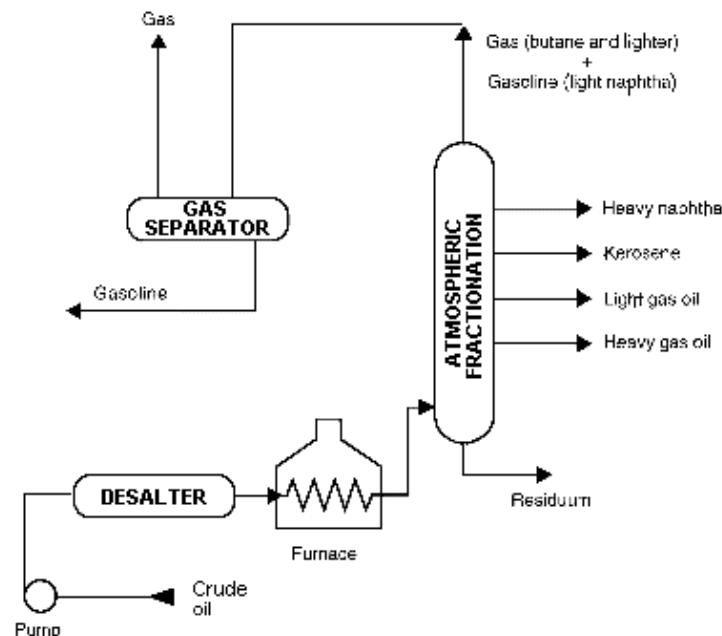 Gas
Gas (butane and lighter)
+
Gasoline (light naphtha)
GAS
SEPARATOR
Heavy naphtha
Kerosene
Light gas oil
Heavy gas oil
ATMOSPHERIC
FRACTIONATION
Gasoline
DESALTER
Residuum
Furnace
Crude
oil
Pump